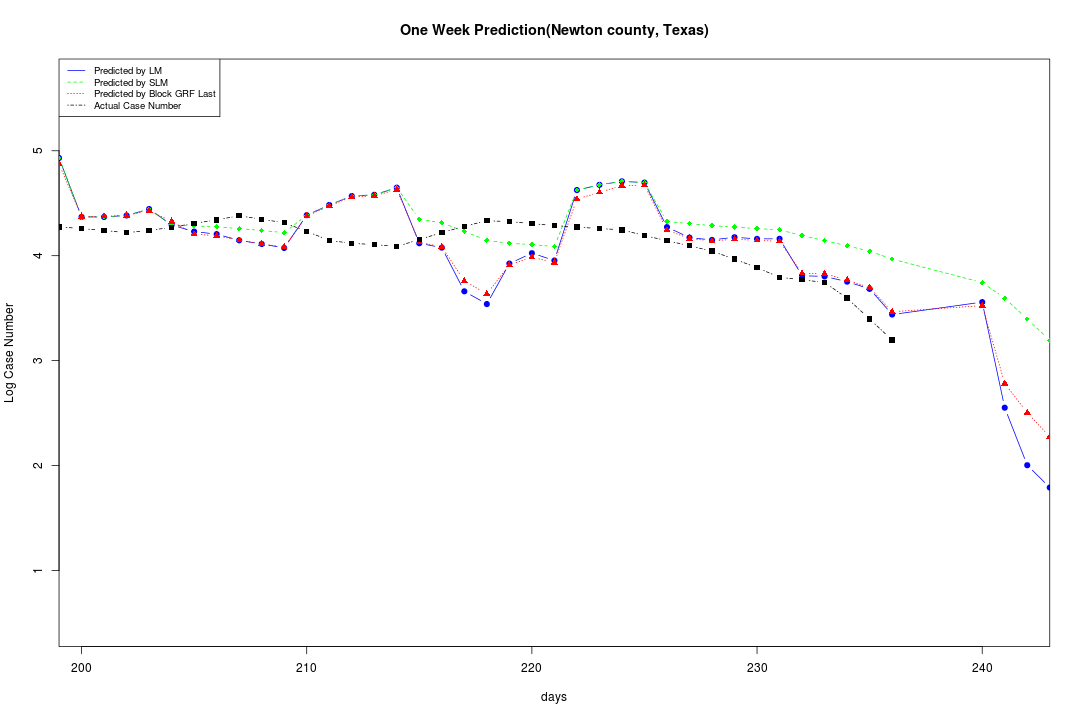 One Week Prediction(Newton county, Texas)
Predicted by LM
Predicted by SLM
Predicted by Block GRF Last
Actual Case Number
5
4
3
2
1
Log Case Number
200 210 220 230 240
days